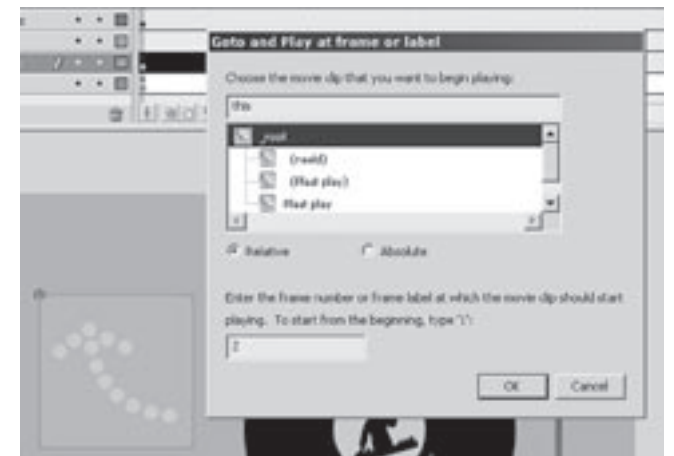 Goto and Play at frame or label
Choose the movie clip that you want to begin playing:
this
_root
play)
play
Relative
Absolute
Enter the frame number or frame label at which the movie clip should start
playing. To start from the beginning, type "1":
2
OK
Cancel